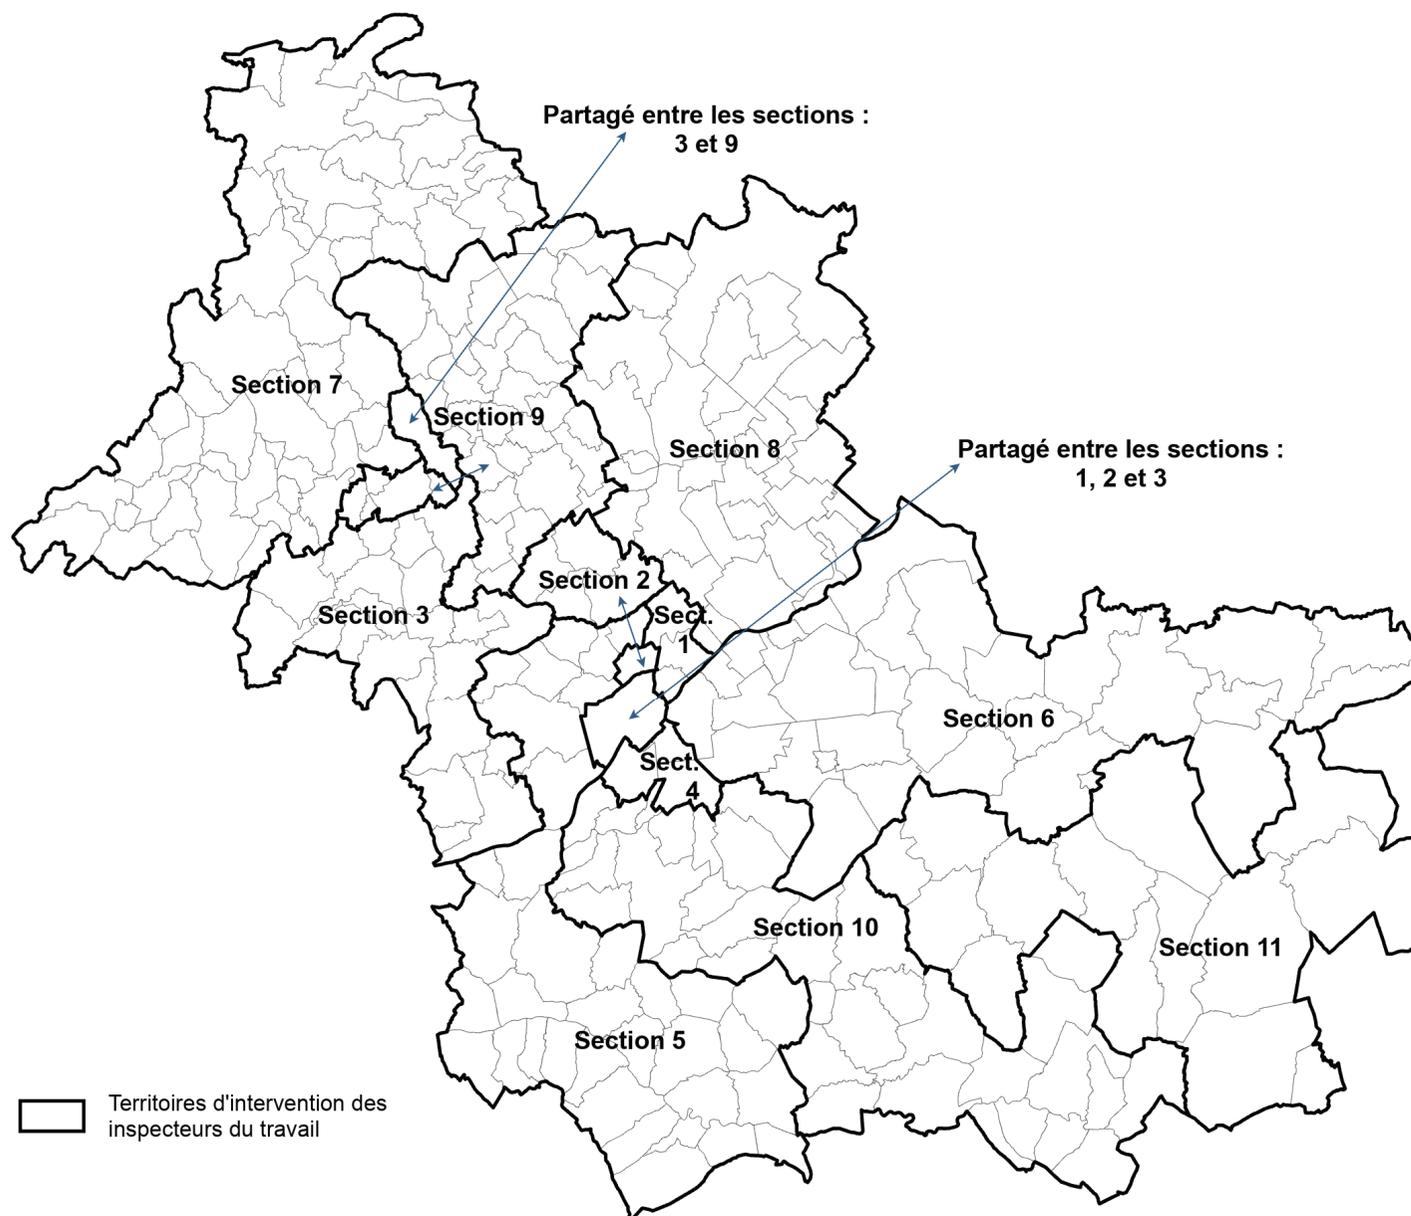 Partagé entre les sections :
3 et 9
Section 7
Section 9
Section 8
Partagé entre les sections :
1, 2 et 3
Section 2
Section 3
Sect.
1
Section 6
Sect.
4
Section 10
Section 11
Section 5
Territoires d'intervention des
inspecteurs du travail